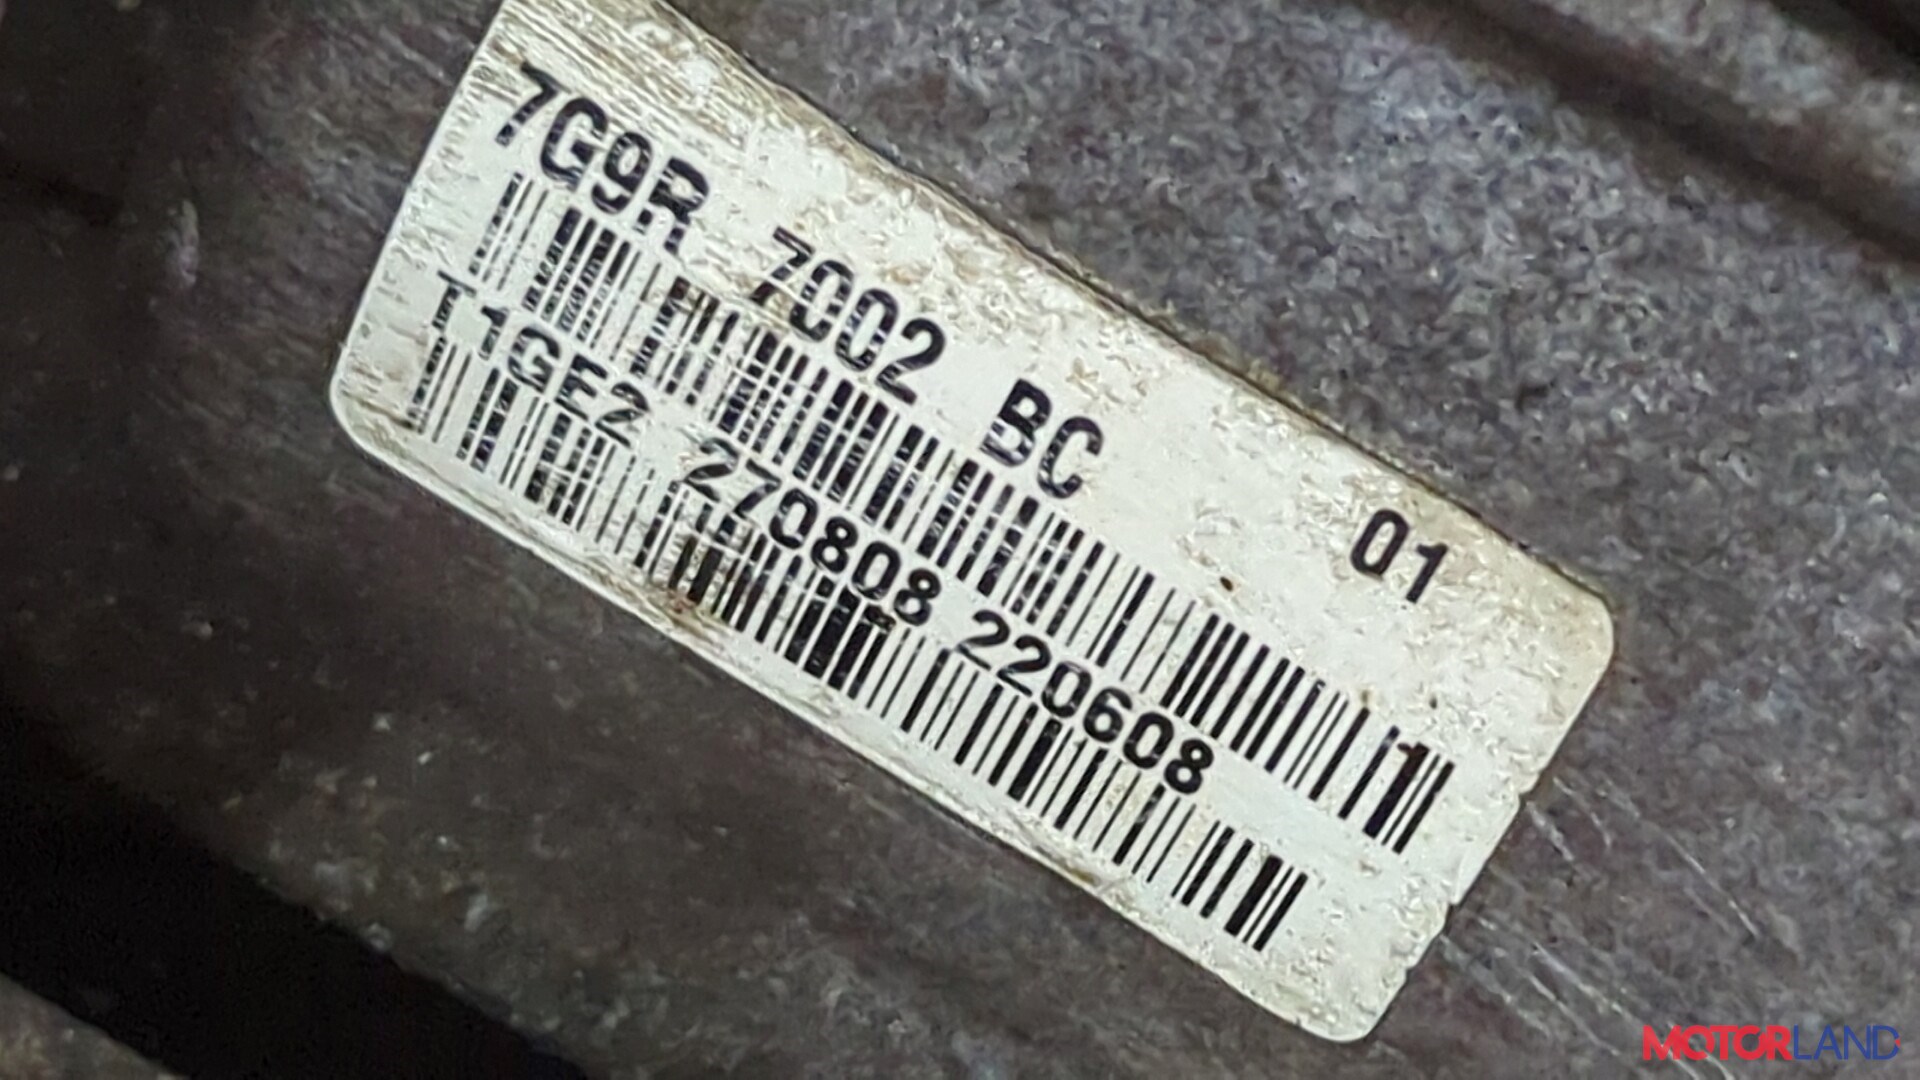 7G9R 7002 BC 01
T1GE2 270808 220608
MOTORLAND